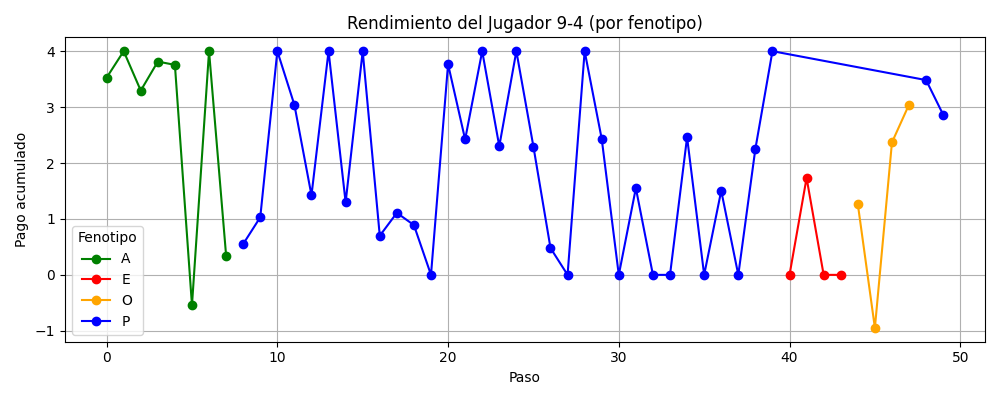 Rendimiento del Jugador 9-4 (por fenotipo)
Pago acumulado
4
3
2
1
0
−1
Fenotipo
A
E
O
P
0 10 20 30 40 50
Paso